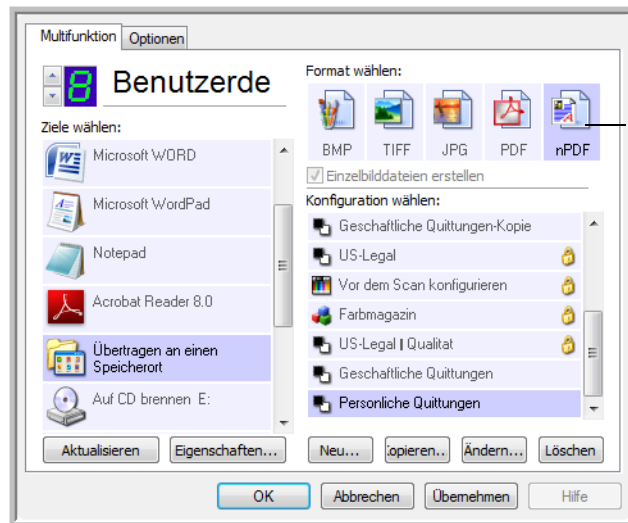 Multifunktion Optionen
8 Benutzerde
Ziele wählen:
Microsoft WORD
Microsoft WordPad
Notepad
Acrobat Reader 8.0
Übertragen an einen
Speicherort
Auf CD brennen E:
Aktualisieren Eigenschaften...
Format wählen:
BMP TIFF JPG PDF nPDF
Einzelbilddateien erstellen
Konfiguration wählen:
Geschaftliche Quittungen-Kopie
US-Legal
Vor dem Scan konfigurieren
Farbmagazin
US-Legal | Qualitat
Geschaftliche Quittungen
Personliche Quittungen
Neu... opieren.. Ändern... Löschen
OK Abbrechen Übernehmen Hilfe